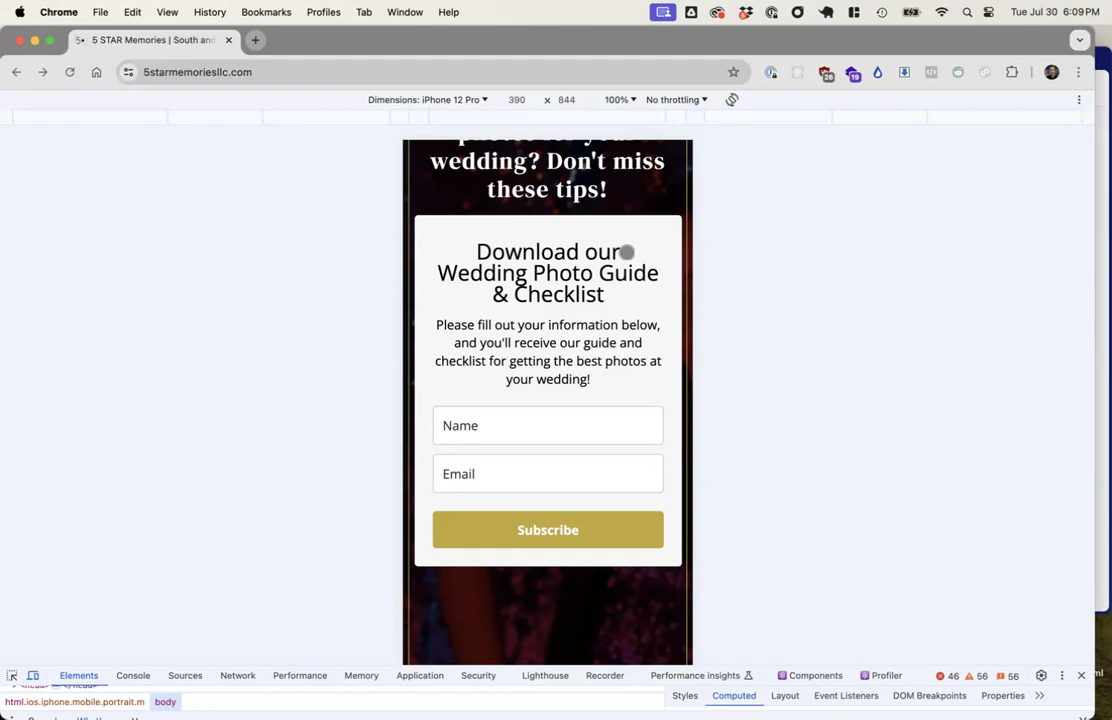 Chrome File Edit View History Bookmarks Profiles Tab Window Help Tue Jul 30 6:09 PM
5 STAR Memories | South and
5starmemoriesllc.com 26 19
Dimensions: iPhone 12 Pro 390 × 844 100% No throttling
wedding? Don't miss
these tips!
Download our
Wedding Photo Guide
& Checklist
Please fill out your information below,
and you'll receive our guide and
checklist for getting the best photos at
your wedding!
Name
Email
Subscribe
Elements Console Sources Network Performance Memory Application Security Lighthouse Recorder Performance insights Components Profiler 46 56 56
html.ios.iphone.mobile.portrait.m body Styles Computed Layout Event Listeners DOM Breakpoints Properties